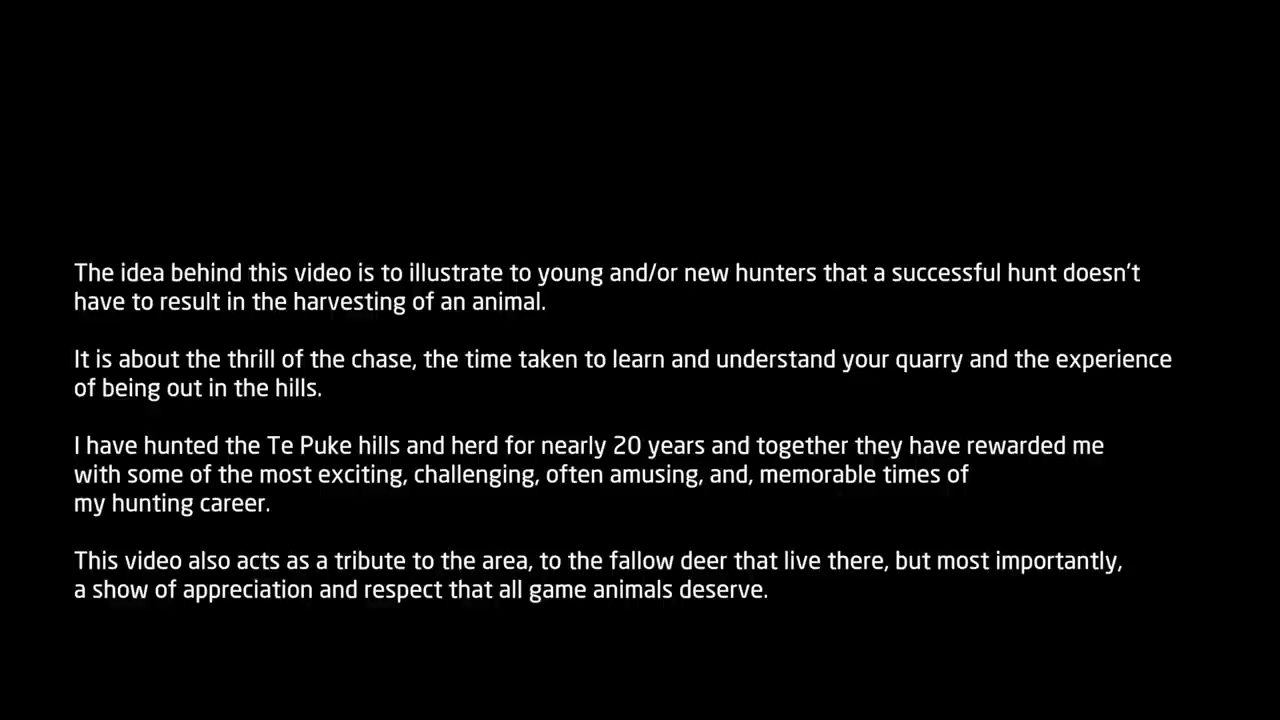 The idea behind this video is to illustrate to young and/or new hunters that a successful hunt doesn't
have to result in the harvesting of an animal.
It is about the thrill of the chase, the time taken to learn and understand your quarry and the experience
of being out in the hills.
I have hunted the Te Puke hills and herd for nearly 20 years and together they have rewarded me
with some of the most exciting, challenging, often amusing, and, memorable times of
my hunting career.
This video also acts as a tribute to the area, to the fallow deer that live there, but most importantly,
a show of appreciation and respect that all game animals deserve.